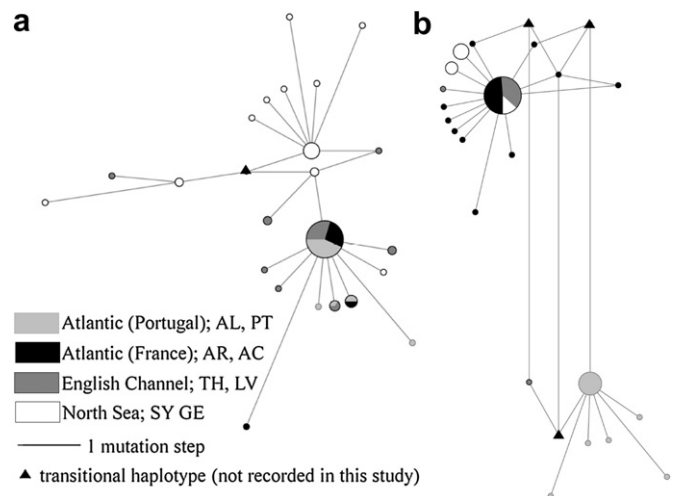 a
b
Atlantic (Portugal); AL, PT
Atlantic (France); AR, AC
English Channel; TH, LV
North Sea; SY GE
1 mutation step
transitional haplotype (not recorded in this study)